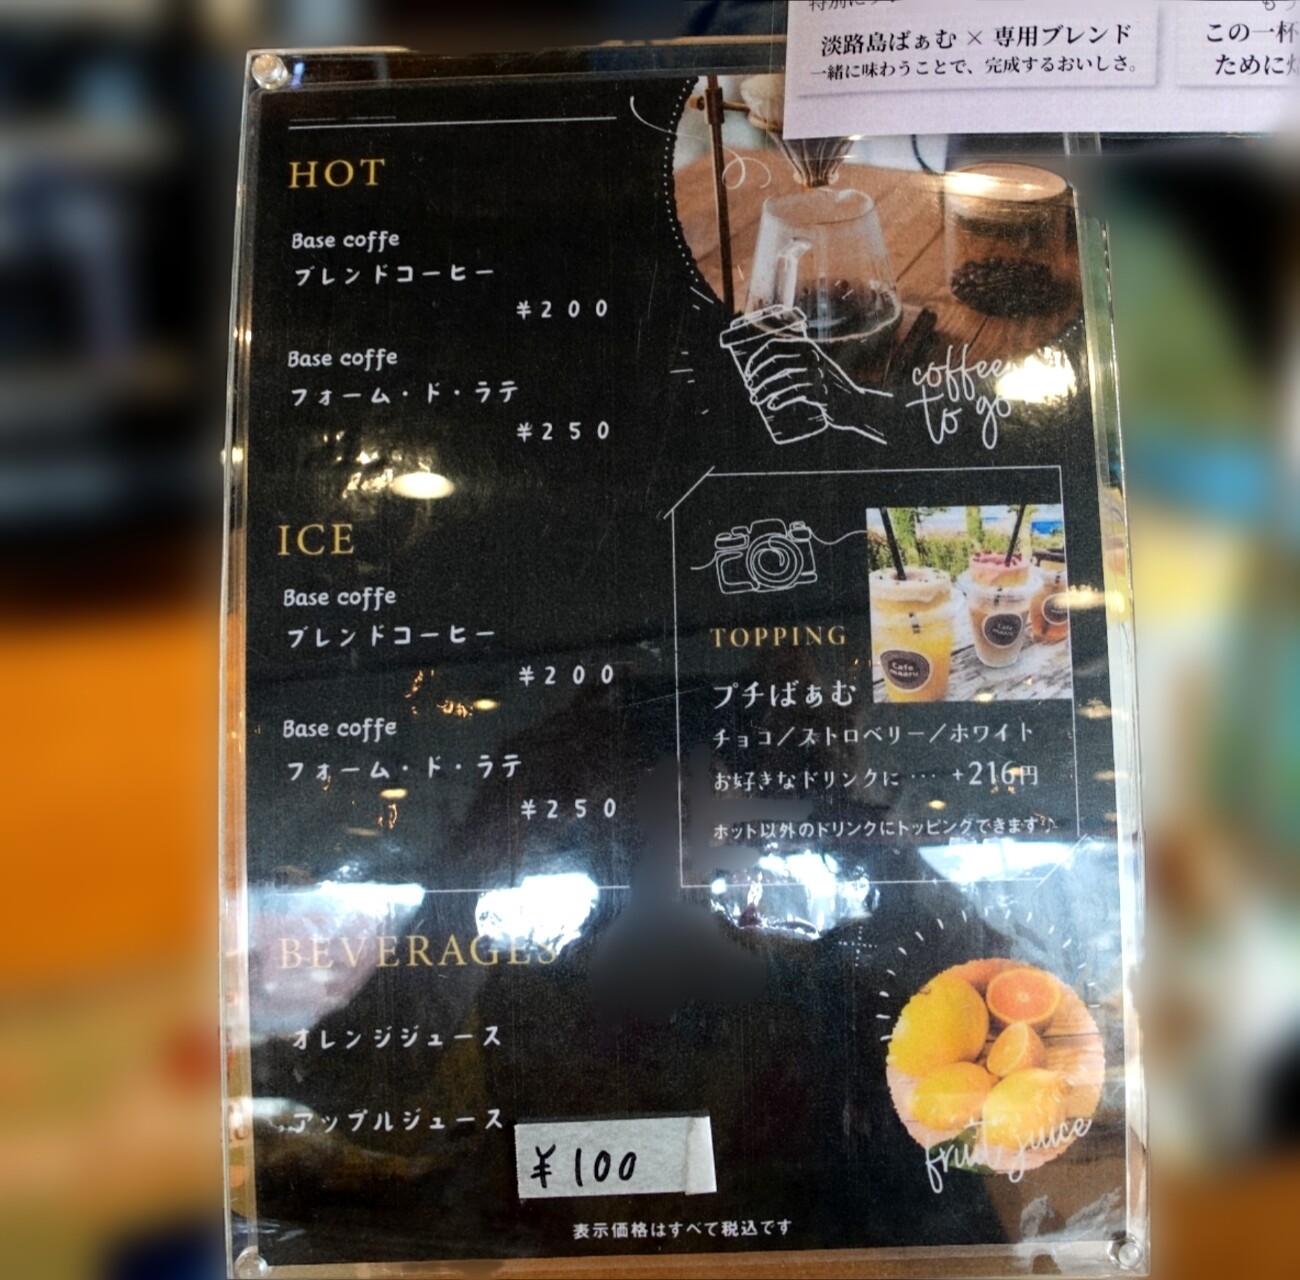 淡路島ばぁむ × 専用ブレンド
一緒に味わうことで、完成するおいしさ。
この一杯
ために
HOT
Base coffe
ブレンドコーヒー
¥200
Base coffe
フォーム・ド・ラテ
¥250
coffee
to go
ICE
Base coffe
ブレンドコーヒー
¥200
Base coffe
フォーム・ド・ラテ
¥250
TOPPING
プチばぁむ
チョコ／ストロベリー／ホワイト
お好きなドリンクに … +216円
ホット以外のドリンクにトッピングできます♪
Cafe
maaru
BEVERAGES
オレンジジュース
アップルジュース
¥100
fruit juice
表示価格はすべて税込です